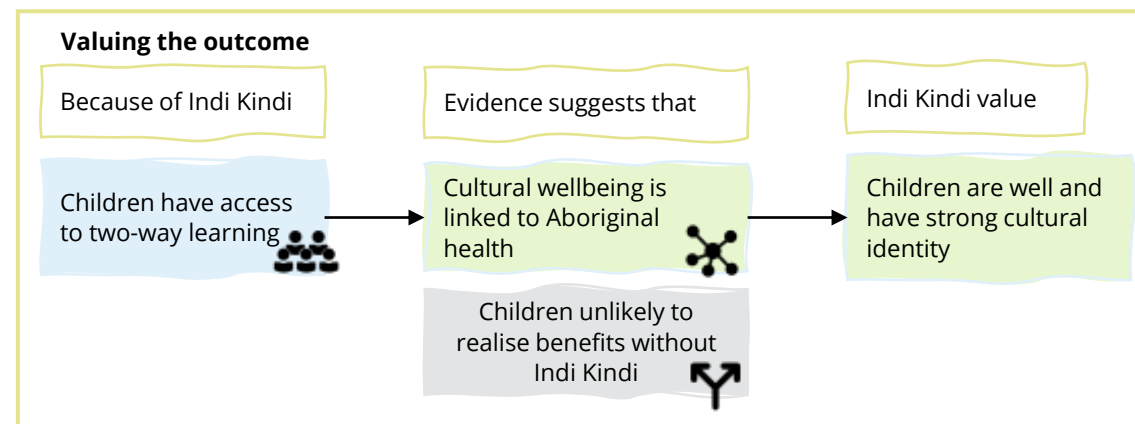 Valuing the outcome
Because of Indi Kindi
Evidence suggests that
Indi Kindi value
Children have access
to two-way learning
Cultural wellbeing is
linked to Aboriginal
health
Children are well and
have strong cultural
identity
Children unlikely to
realise benefits without
Indi Kindi